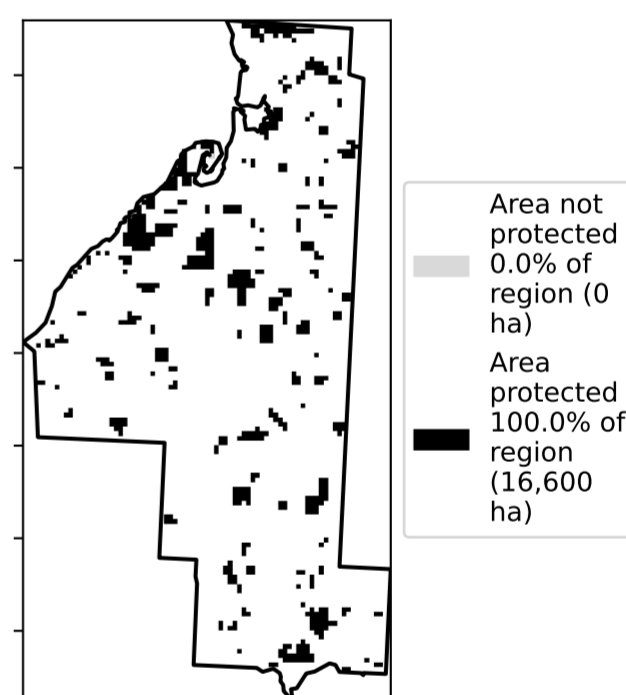 Area not
protected
0.0% of
region (0
ha)
Area
protected
100.0% of
region
(16,600
ha)